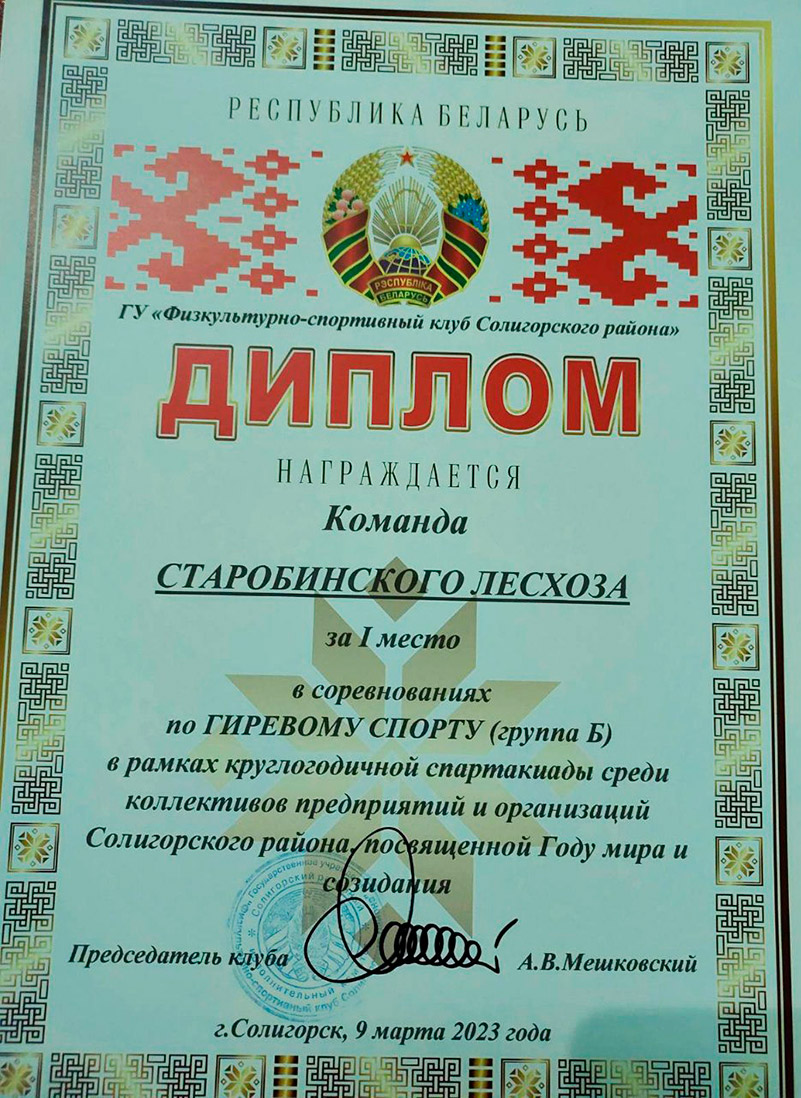 РЕСПУБЛИКА БЕЛАРУСЬ
РЭСПУБЛІКА
БЕЛАРУСЬ
ГУ «Физкультурно-спортивный клуб Солигорского района»
ДИПЛОМ
НАГРАЖДАЕТСЯ
Команда
СТАРОБИНСКОГО ЛЕСХОЗА
за I место
в соревнованиях
по ГИРЕВОМУ СПОРТУ (группа Б)
в рамках круглогодичной спартакиады среди
коллективов предприятий и организаций
Солигорского района, посвященной Году мира и
созидания
Председатель клуба А.В.Мешковский
г.Солигорск, 9 марта 2023 года